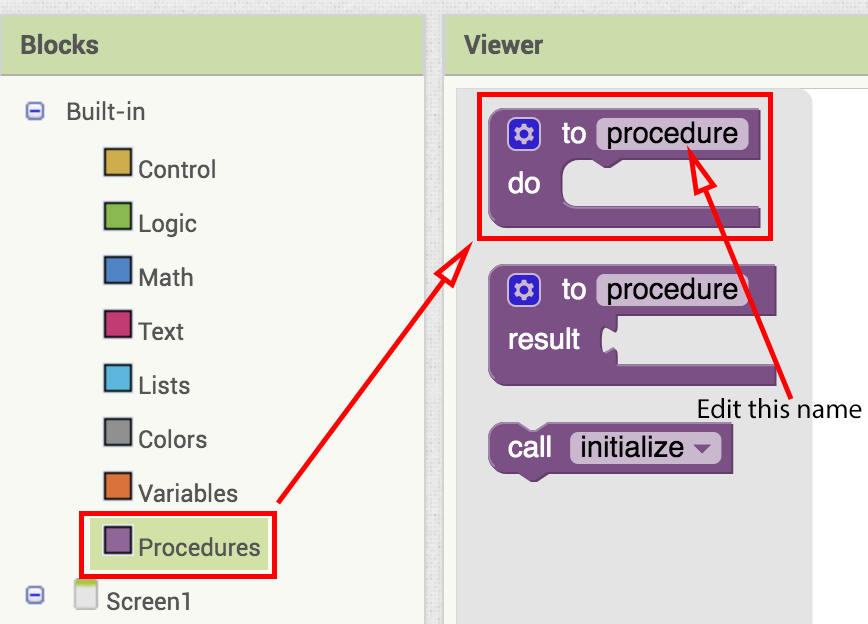 Blocks
Viewer
Built-in
Control
Logic
Math
Text
Lists
Colors
Variables
Procedures
Screen1
to procedure
do
to procedure
result
call initialize
Edit this name